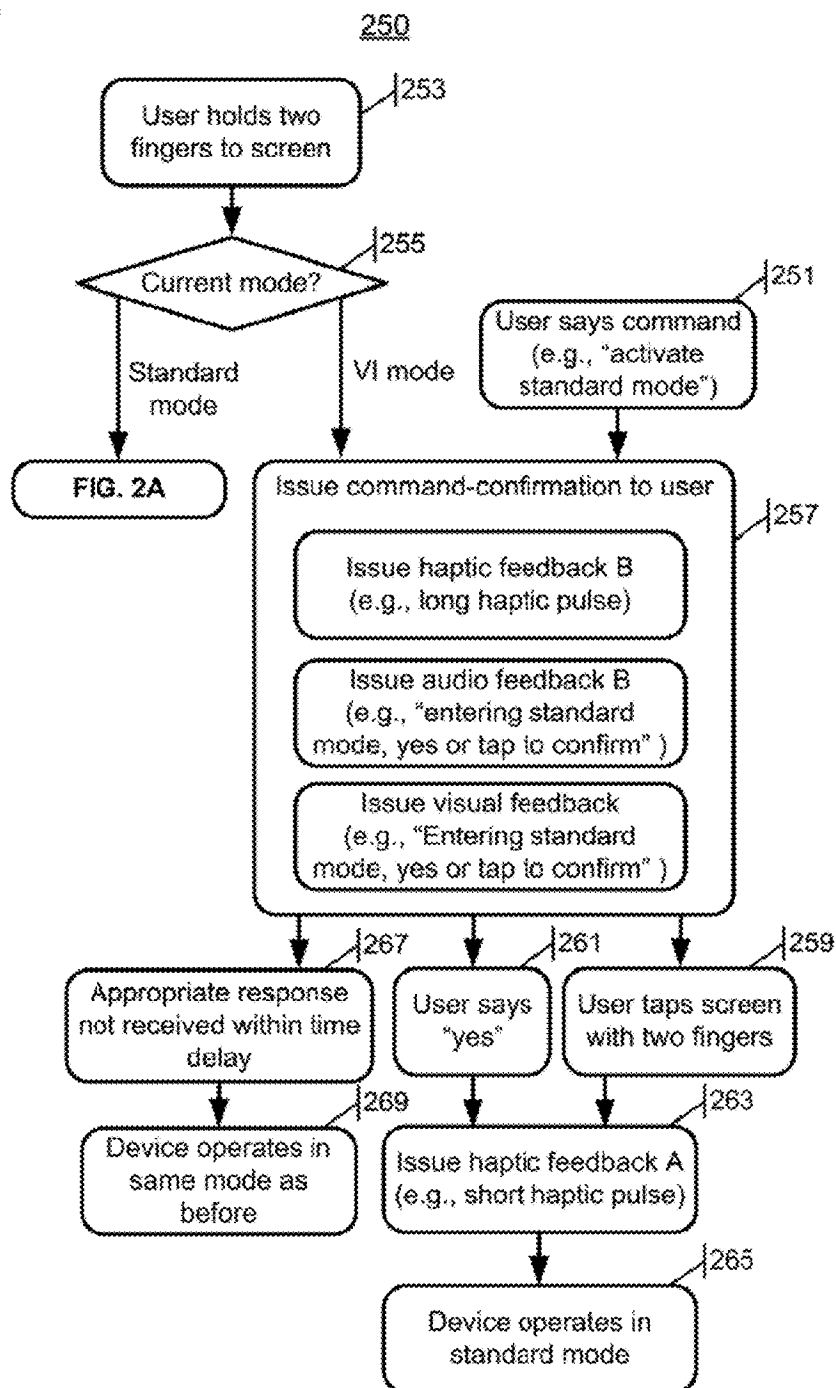 250
253
User holds two
fingers to screen
255
Current mode?
251
User says command
(e.g., "activate
standard mode")
Standard
mode
VI mode
FIG. 2A
Issue command-confirmation to user
257
Issue haptic feedback B
(e.g., long haptic pulse)
Issue audio feedback B
(e.g., "entering standard
mode, yes or tap to confirm" )
Issue visual feedback
(e.g., "Entering standard
mode, yes or tap to confirm" )
267
Appropriate response
not received within time
delay
261
User says
"yes"
259
User taps screen
with two fingers
269
Device operates in
same mode as
before
263
Issue haptic feedback A
(e.g., short haptic pulse)
265
Device operates in
standard mode